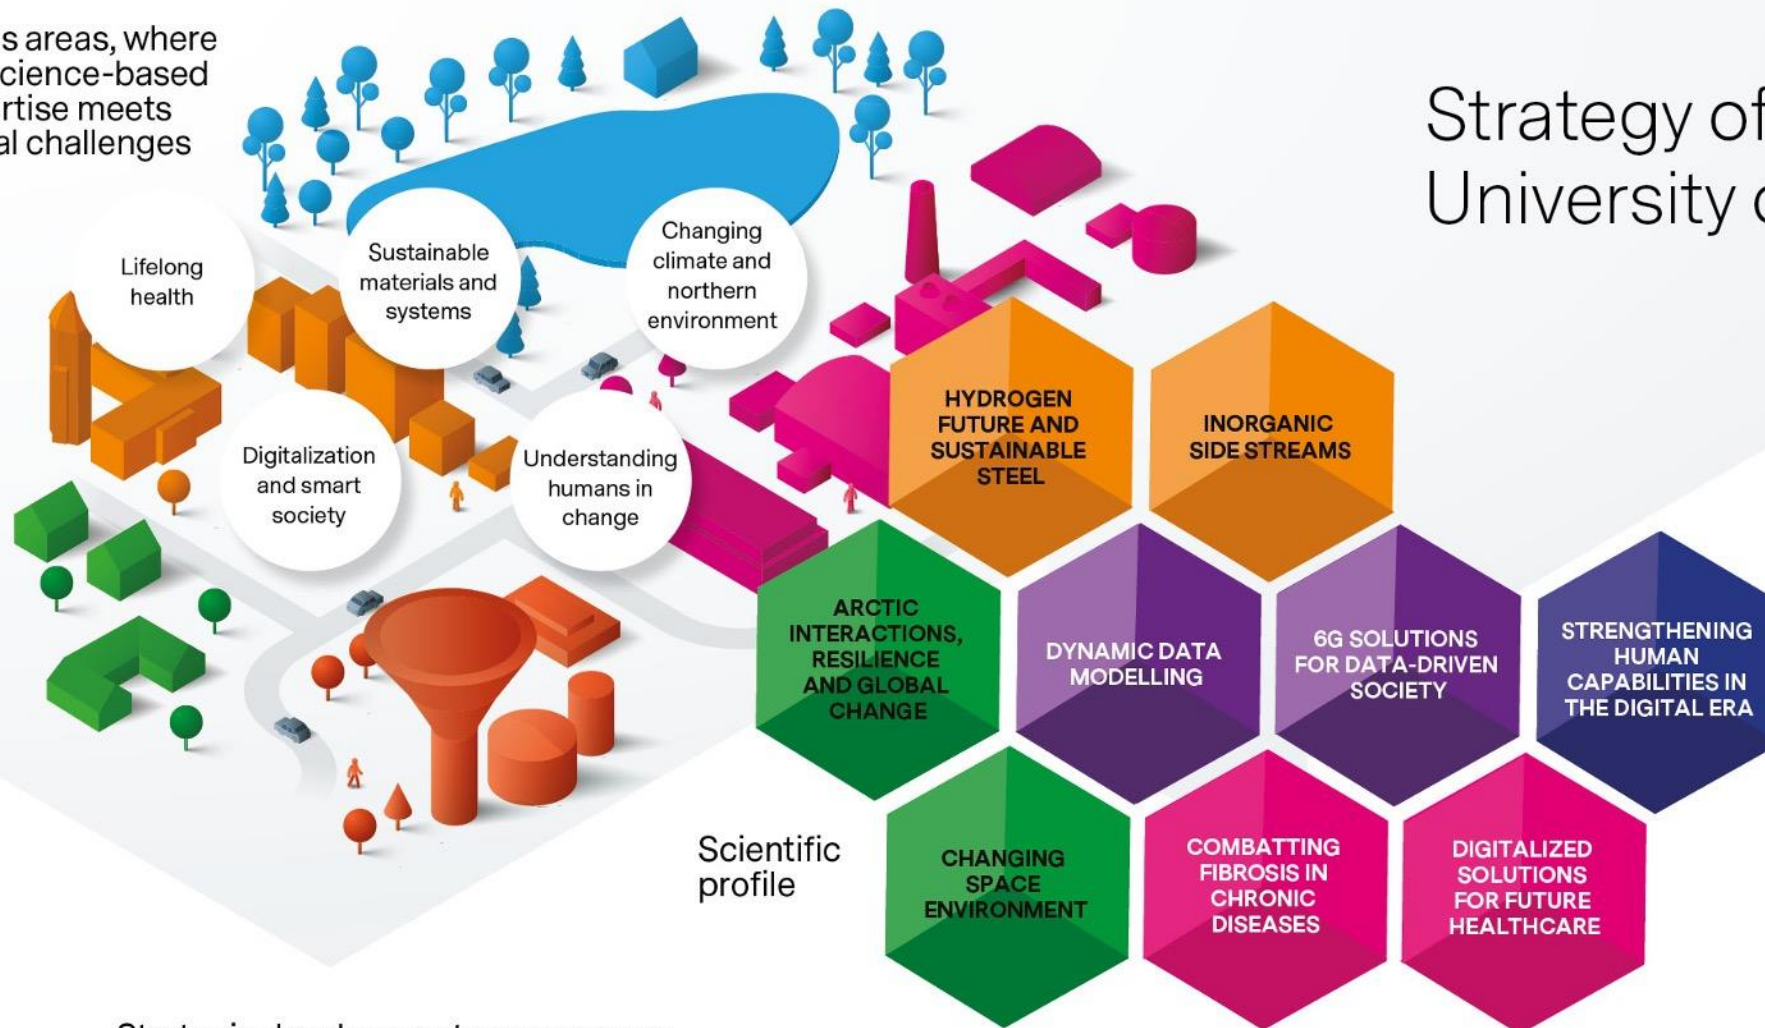 s areas, where
cience-based
rtise meets
al challenges
Strategy of
University
Lifelong
health
Sustainable
materials and
systems
Changing
climate and
northern
environment
Digitalization
and smart
society
Understanding
humans in
change
HYDROGEN
FUTURE AND
SUSTAINABLE
STEEL
INORGANIC
SIDE STREAMS
ARCTIC
INTERACTIONS,
RESILIENCE
AND GLOBAL
CHANGE
DYNAMIC DATA
MODELLING
6G SOLUTIONS
FOR DATA-DRIVEN
SOCIETY
STRENGTHENING
HUMAN
CAPABILITIES IN
THE DIGITAL ERA
Scientific
profile
CHANGING
SPACE
ENVIRONMENT
COMBATTING
FIBROSIS IN
CHRONIC
DISEASES
DIGITALIZED
SOLUTIONS
FOR FUTURE
HEALTHCARE